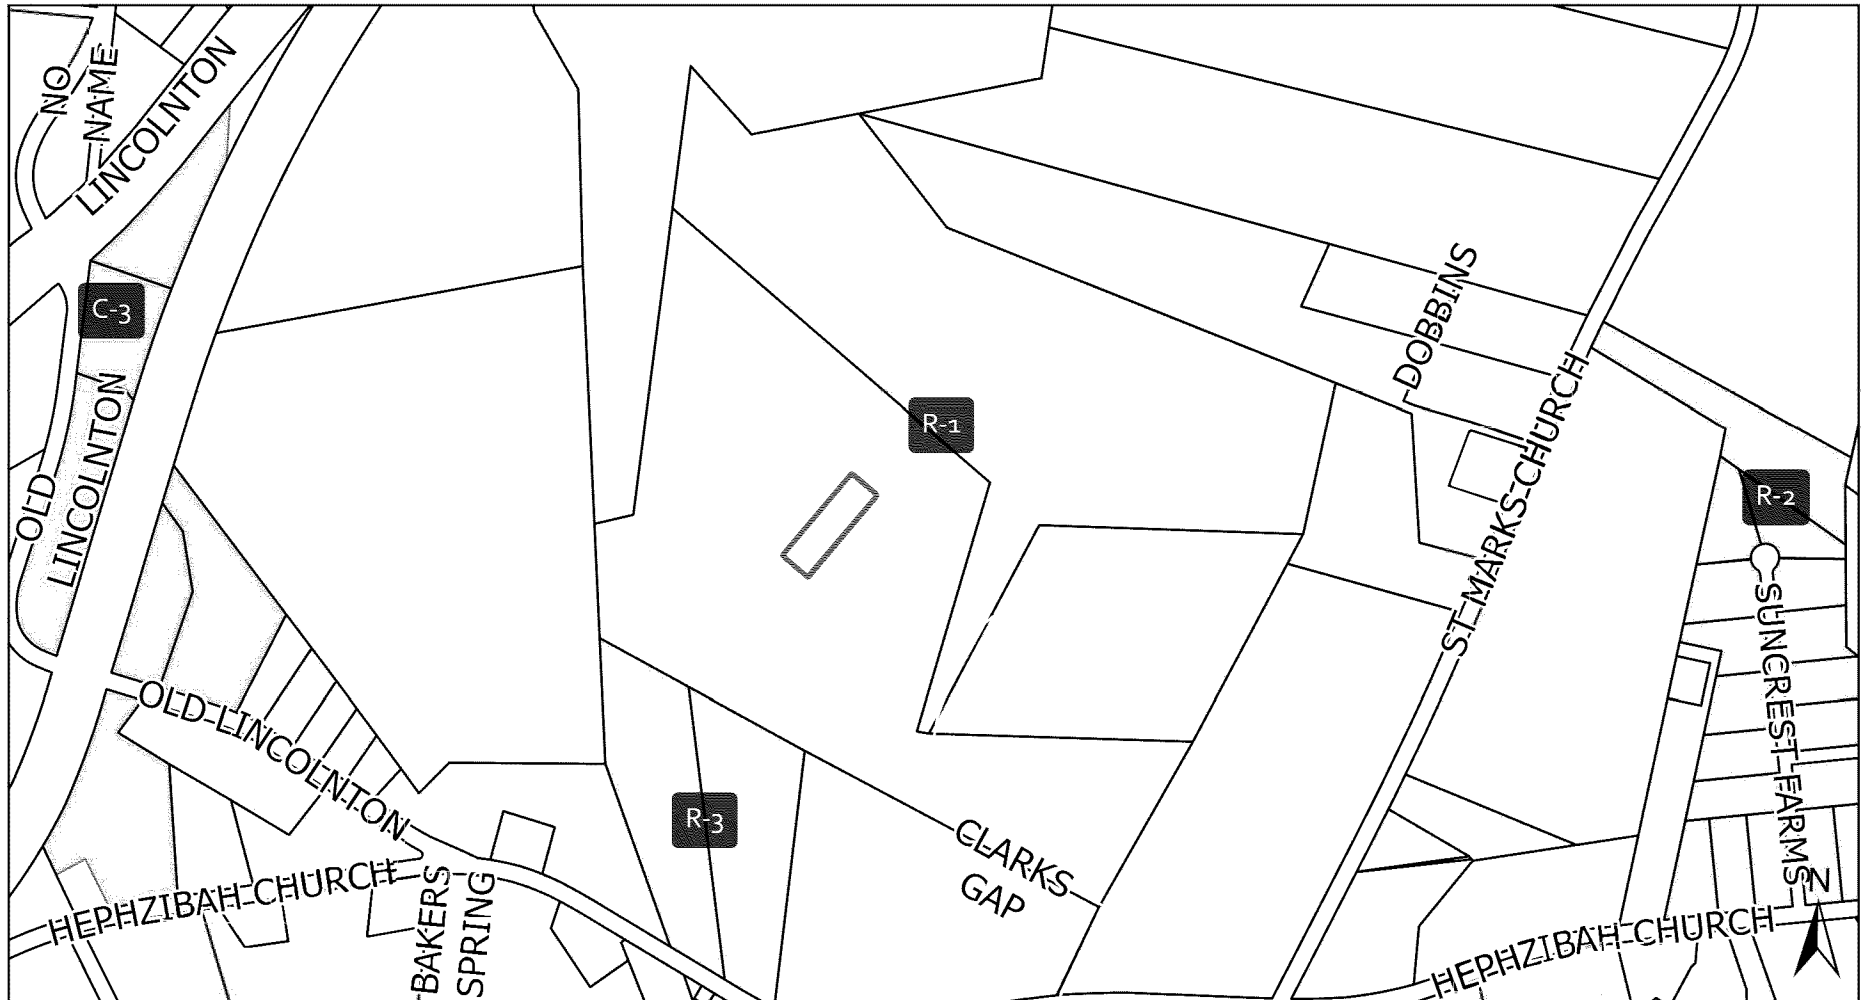 NO
NAME
LINCOLNTON
C-3
OLD
LINCOLNTON
DOBBINS
R-1
ST MARKS CHURCH
R-2
SUNCREST FARMS
OLD LINCOLNTON
R-3
CLARKS
GAP
HEPHZIBAH CHURCH
BAKERS
SPRING
HEPHZIBAH CHURCH
N